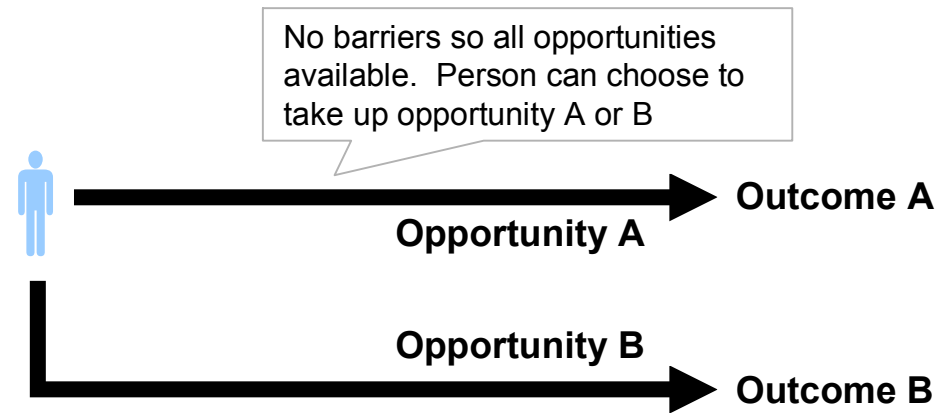 No barriers so all opportunities
available.  Person can choose to
take up opportunity A or B
Outcome A
Opportunity A
Opportunity B
Outcome B